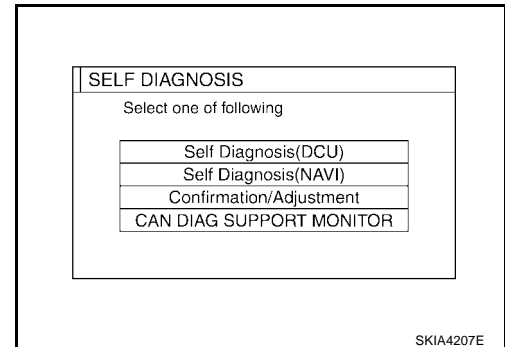 SELF DIAGNOSIS
Select one of following
Self Diagnosis(DCU)
Self Diagnosis(NAVI)
Confirmation/Adjustment
CAN DIAG SUPPORT MONITOR
SKIA4207E